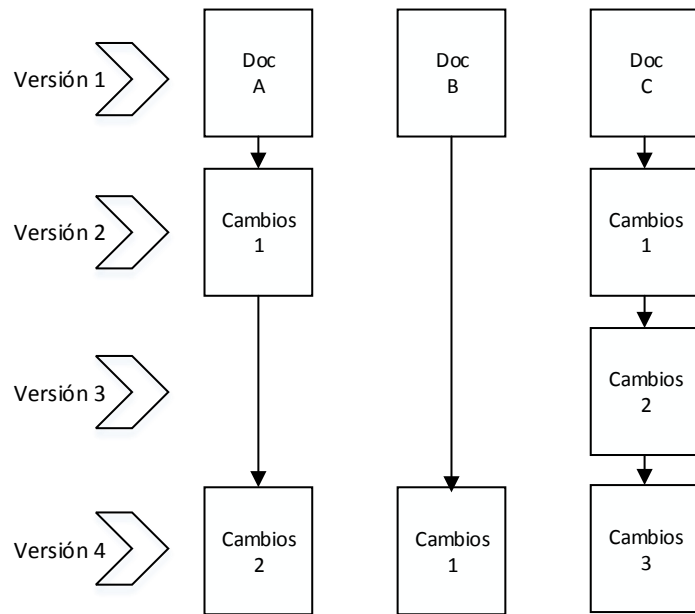 Versión 1
Doc
A
Doc
B
Doc
C
Versión 2
Cambios
1
Cambios
1
Versión 3
Cambios
2
Versión 4
Cambios
2
Cambios
1
Cambios
3